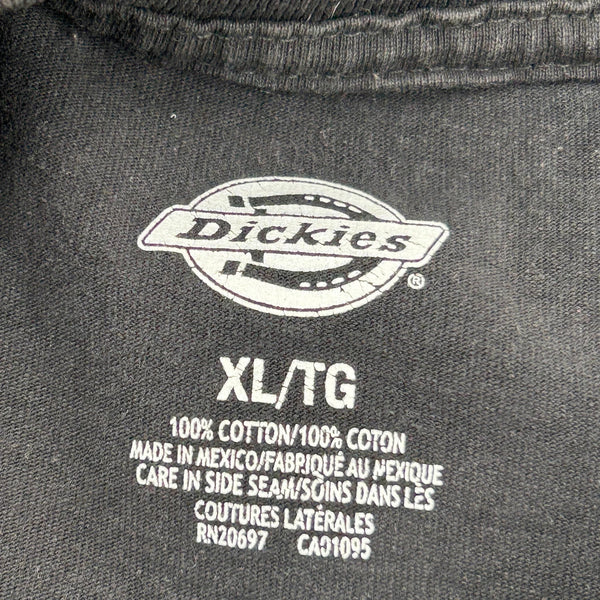 Dickies
®
XL/TG
100% COTTON/100% COTON
MADE IN MEXICO/FABRIQUÉ AU MEXIQUE
CARE IN SIDE SEAM/SOINS DANS LES
COUTURES LATÉRALES
RN20697 CA01095